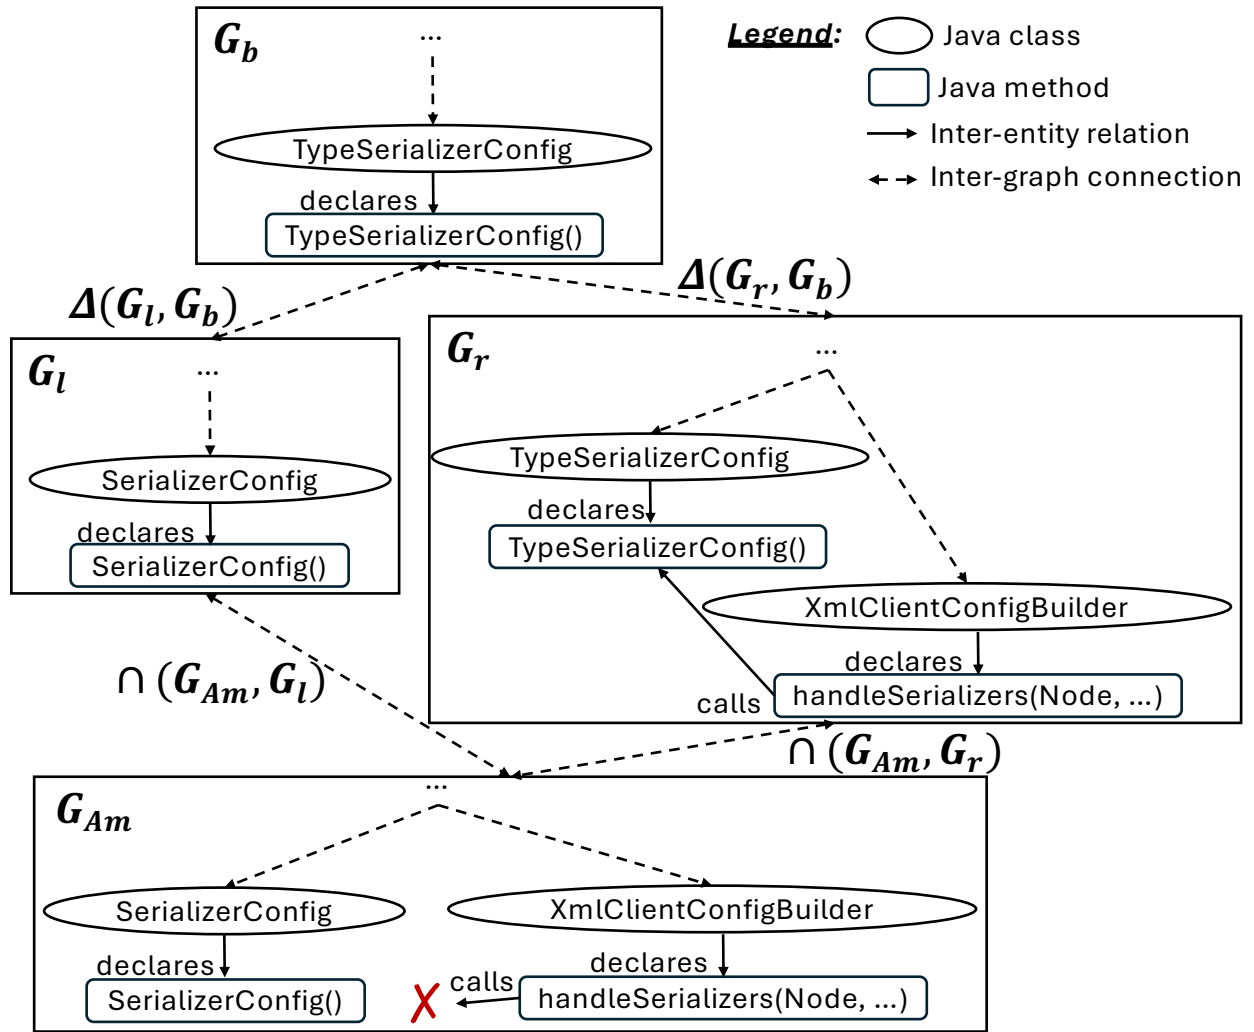 G_b
...
Legend:
Java class
Java method
Inter-entity relation
Inter-graph connection
TypeSerializerConfig
declares
TypeSerializerConfig()
Δ(G_l, G_b)
Δ(G_r, G_b)
G_l
...
SerializerConfig
declares
SerializerConfig()
G_r
...
TypeSerializerConfig
declares
TypeSerializerConfig()
XmlClientConfigBuilder
declares
calls
handleSerializers(Node, ...)
∩ (G_Am, G_l)
∩ (G_Am, G_r)
G_Am
...
SerializerConfig
declares
SerializerConfig()
XmlClientConfigBuilder
declares
✗
calls
handleSerializers(Node, ...)